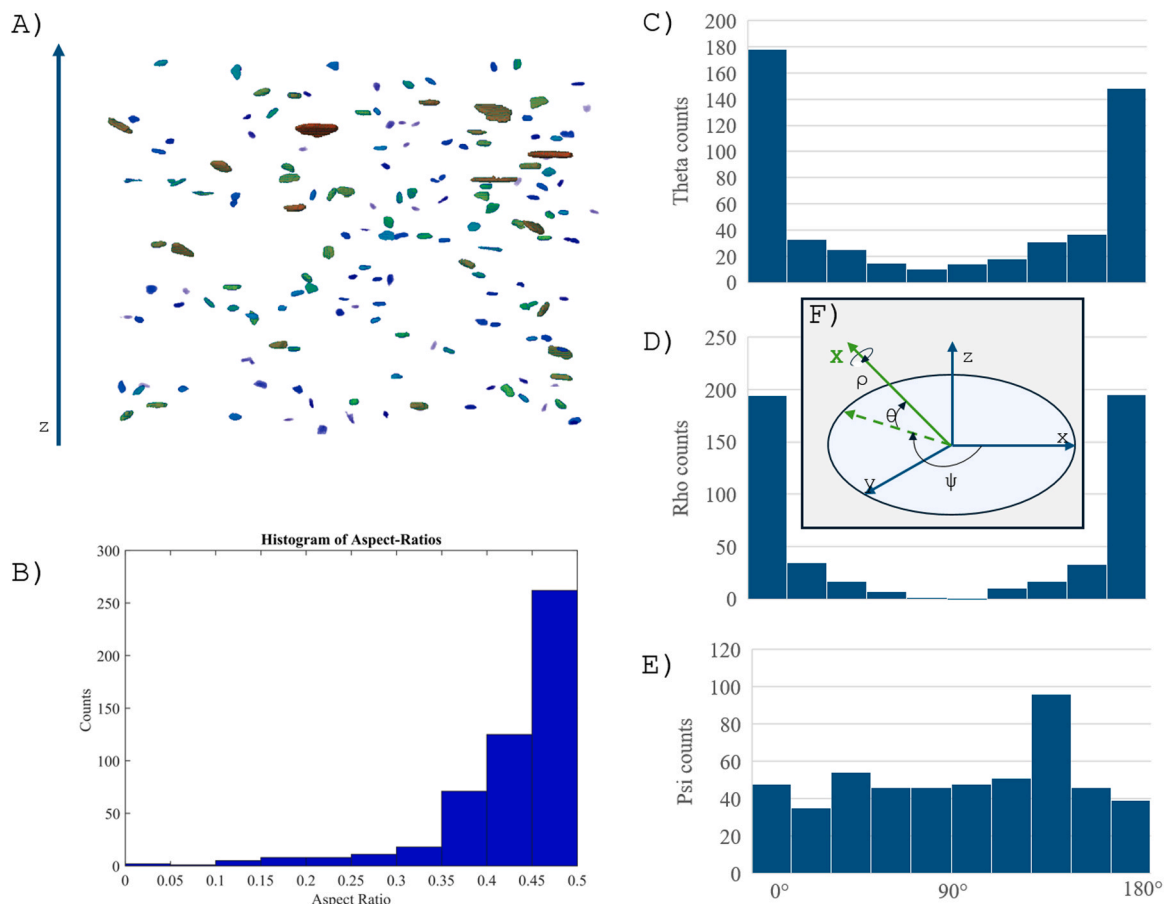 A)
z
B)
Histogram of Aspect-Ratios
Counts
300
250
200
150
100
50
0
0 0.05 0.1 0.15 0.2 0.25 0.3 0.35 0.4 0.45 0.5
Aspect Ratio
C)
Theta counts
200
180
160
140
120
100
80
60
40
20
0
D)
Rho counts
250
200
150
100
50
0
F)
X
ρ
θ
z
x
y
ψ
E)
Psi counts
120
100
80
60
40
20
0
0° 90° 180°